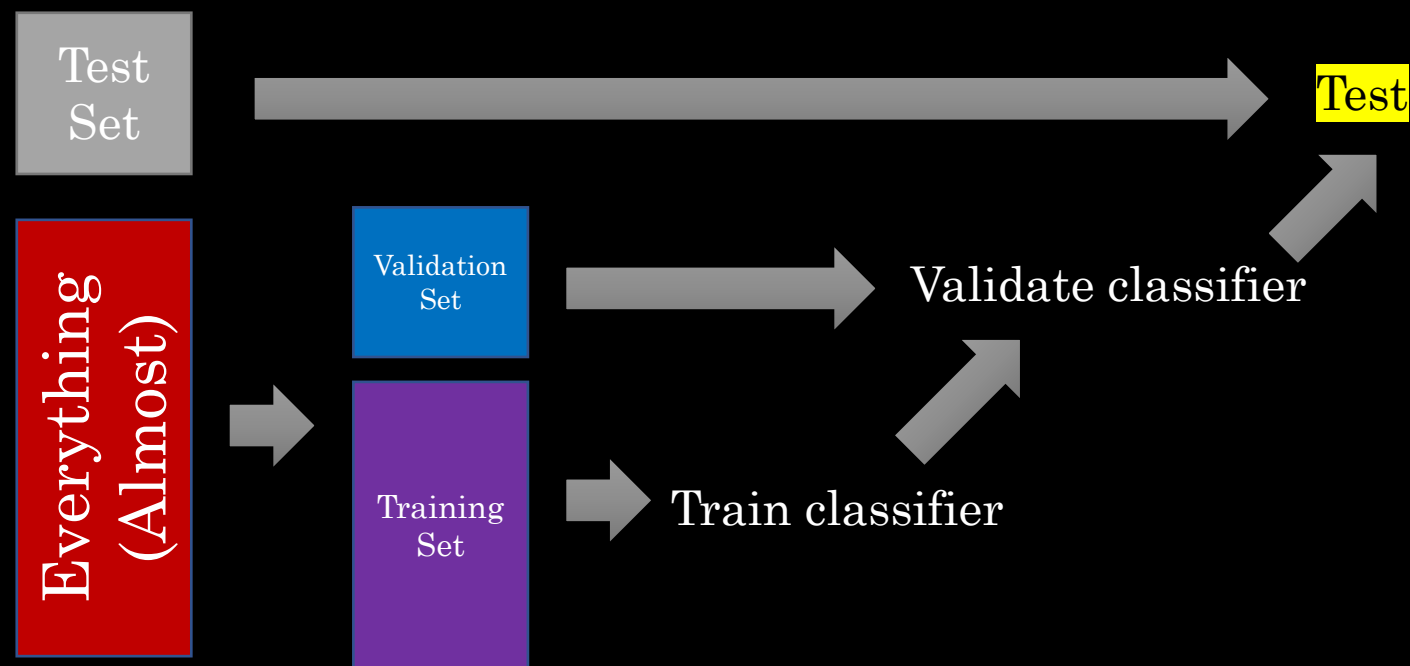 Test
Set
Test
Everything
(Almost)
Validation
Set
Validate classifier
Training
Set
Train classifier